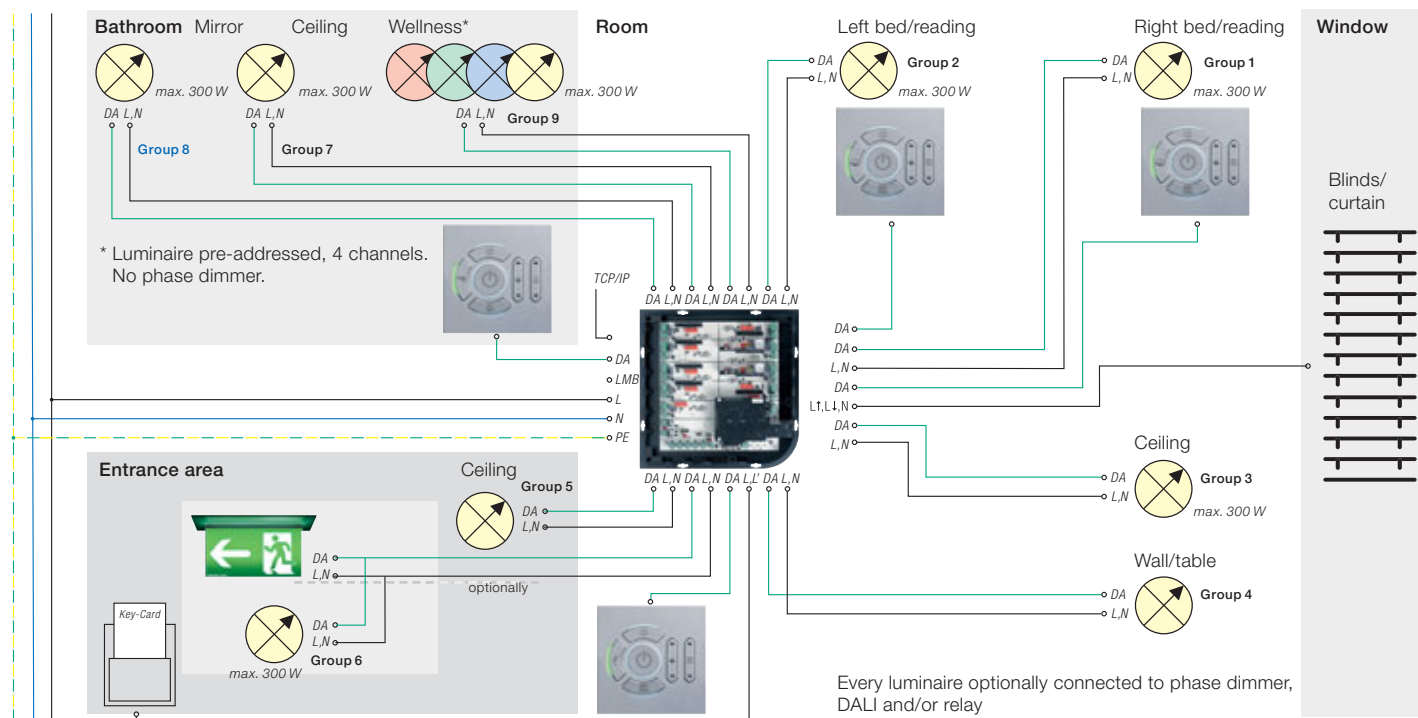 Bathroom Mirror Ceiling Wellness*
max. 300 W max. 300 W max. 300 W
DA L,N DA L,N DA L,N
Group 8 Group 7 Group 9
* Luminaire pre-addressed, 4 channels.
No phase dimmer.
Room
Left bed/reading
DA
L,N
Group 2
max. 300 W
Right bed/reading
DA
L,N
Group 1
max. 300 W
Window
Blinds/
curtain
TCP/IP
DA
LMB
L
N
PE
DA L,N DA L,N DA L,N DA L,N
DA
DA
L,N
DA
L↑,L↓,N
DA
L,N
DA L,N DA L,N DA L,L' DA L,N
Entrance area
Ceiling
Group 5
DA
L,N
DA
L,N
optionally
Key-Card
DA
L,N
Group 6
max. 300 W
Ceiling
DA
L,N
Group 3
max. 300 W
Wall/table
DA
L,N
Group 4
Every luminaire optionally connected to phase dimmer,
DALI and/or relay